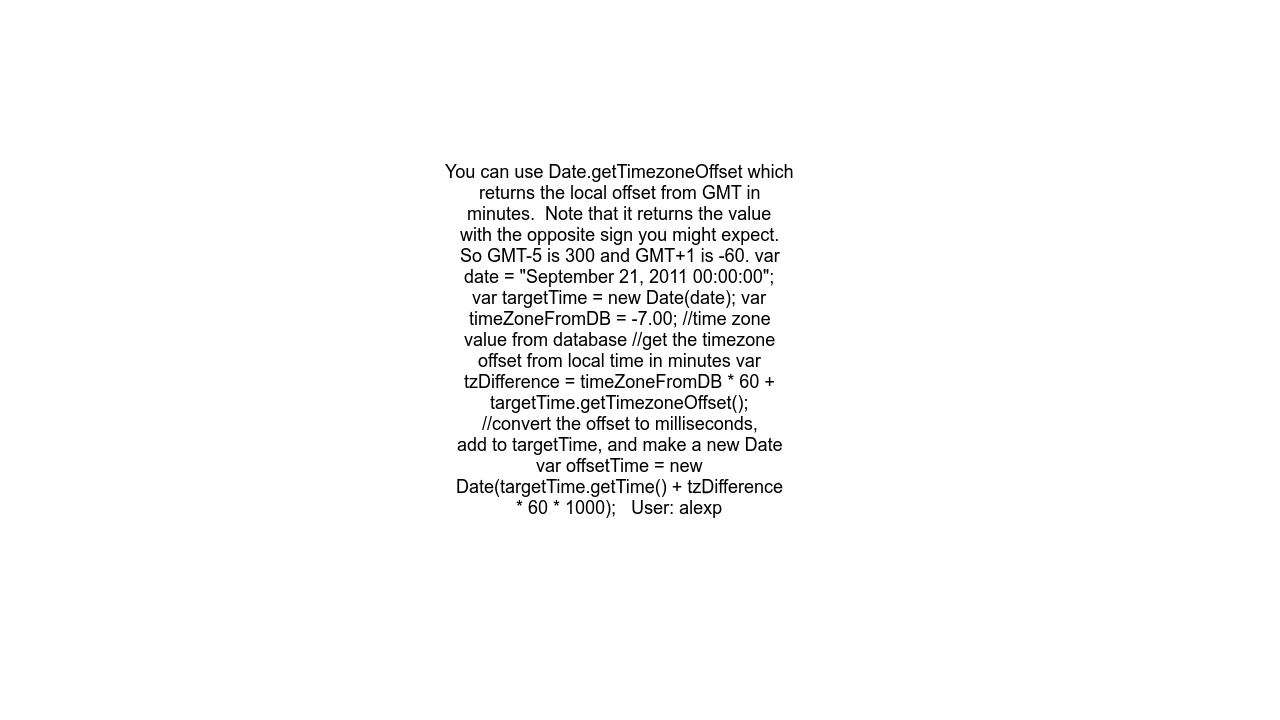 You can use Date.getTimezoneOffset which
returns the local offset from GMT in
minutes.  Note that it returns the value
with the opposite sign you might expect.
So GMT-5 is 300 and GMT+1 is -60. var
date = "September 21, 2011 00:00:00";
var targetTime = new Date(date); var
timeZoneFromDB = -7.00; //time zone
value from database //get the timezone
offset from local time in minutes var
tzDifference = timeZoneFromDB * 60 +
targetTime.getTimezoneOffset();
//convert the offset to milliseconds,
add to targetTime, and make a new Date
var offsetTime = new
Date(targetTime.getTime() + tzDifference
* 60 * 1000);   User: alexp